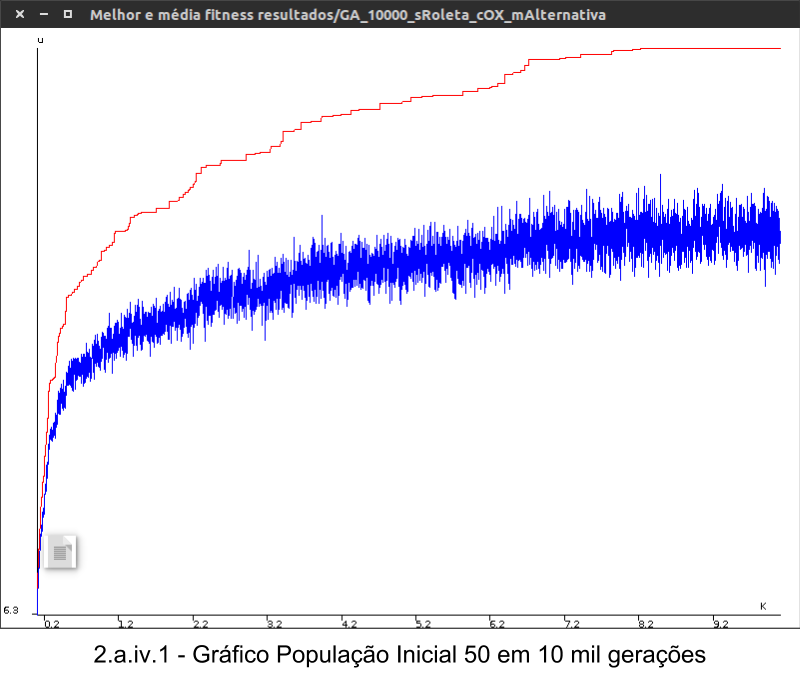 Melhor e média fitness resultados/GA_10000_sRoleta_cOX_mAlternativa
u
6.3
K
0.2 1.2 2.2 3.2 4.2 5.2 6.2 7.2 8.2 9.2
2.a.iv.1 - Gráfico População Inicial 50 em 10 mil gerações